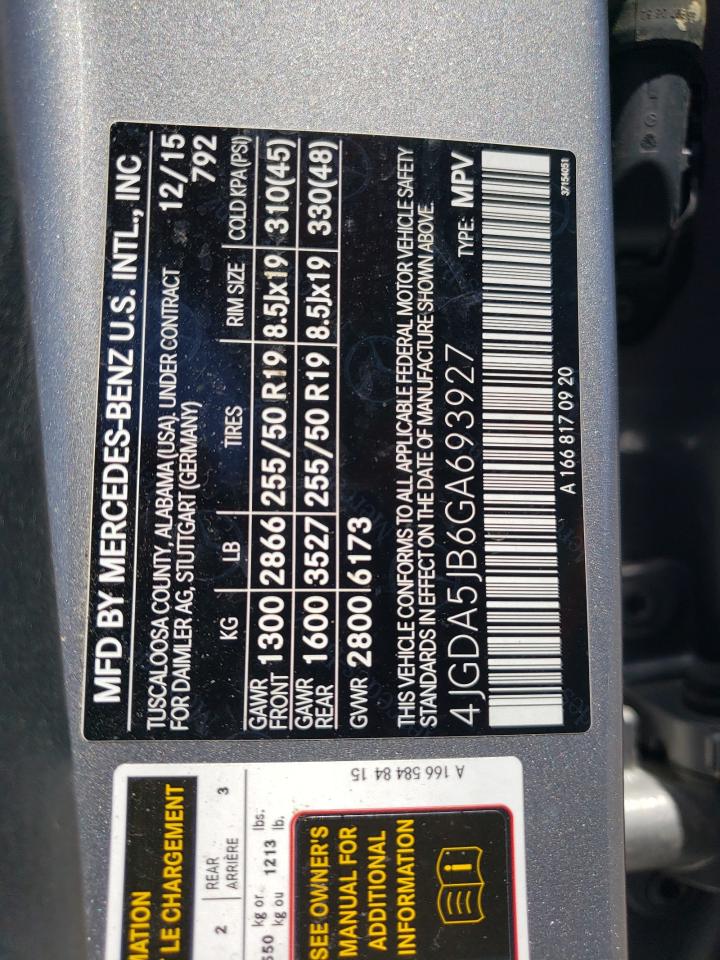 MFD BY MERCEDES-BENZ U.S. INTL., INC
TUSCALOOSA COUNTY, ALABAMA (USA). UNDER CONTRACT 12/15
FOR DAIMLER AG, STUTTGART (GERMANY) 792
KG LB TIRES RIM SIZE COLD KPA(PSI)
GAWR FRONT 1300 2866 255/50 R19 8.5Jx19 310(45)
GAWR REAR 1600 3527 255/50 R19 8.5Jx19 330(48)
GVWR 2800 6173
THIS VEHICLE CONFORMS TO ALL APPLICABLE FEDERAL MOTOR VEHICLE SAFETY
STANDARDS IN EFFECT ON THE DATE OF MANUFACTURE SHOWN ABOVE.
4JGDA5JB6GA693927 TYPE: MPV
A 166 817 09 20
37154051
MATION
LE CHARGEMENT
2 REAR 3
ARRIÈRE
kg or 1213 lbs.
kg ou lb.
SEE OWNER'S
MANUAL FOR
ADDITIONAL
INFORMATION
A 166 584 84 15